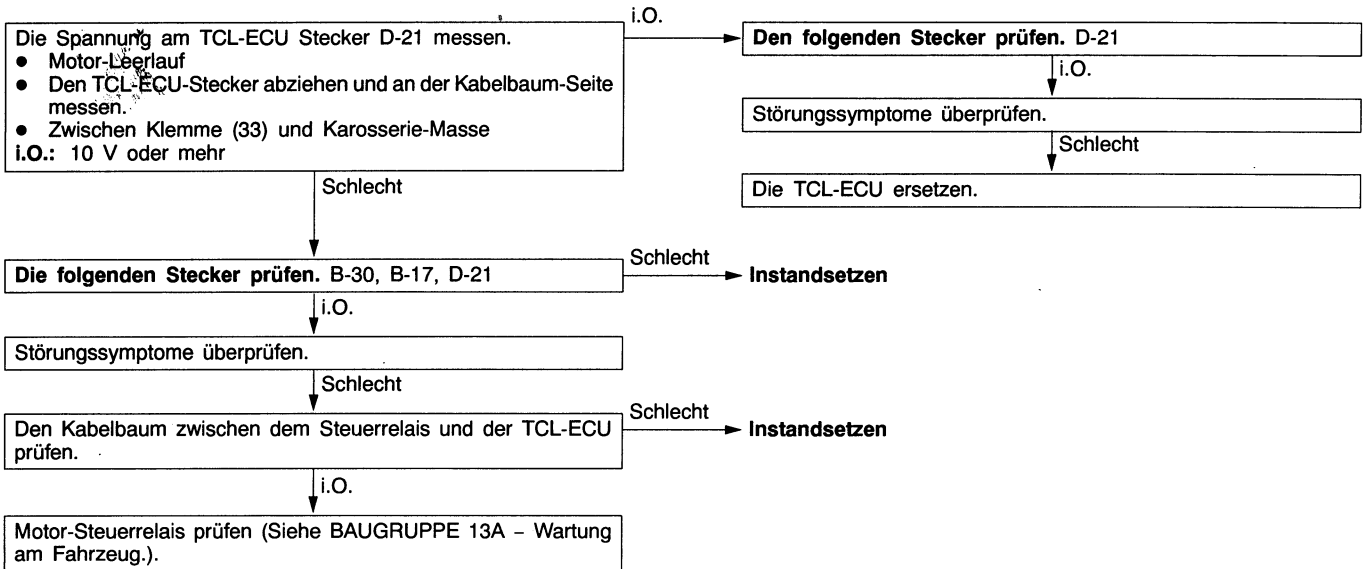 Die Spannung am TCL-ECU Stecker D-21 messen.
● Motor-Leerlauf
● Den TCL-ECU-Stecker abziehen und an der Kabelbaum-Seite
messen.
● Zwischen Klemme (33) und Karosserie-Masse
i.O.: 10 V oder mehr
i.O.
Den folgenden Stecker prüfen. D-21
i.O.
Störungssymptome überprüfen.
Schlecht
Die TCL-ECU ersetzen.
Schlecht
Die folgenden Stecker prüfen. B-30, B-17, D-21
Schlecht
Instandsetzen
i.O.
Störungssymptome überprüfen.
Schlecht
Den Kabelbaum zwischen dem Steuerrelais und der TCL-ECU
prüfen.
Schlecht
Instandsetzen
i.O.
Motor-Steuerrelais prüfen (Siehe BAUGRUPPE 13A – Wartung
am Fahrzeug.).